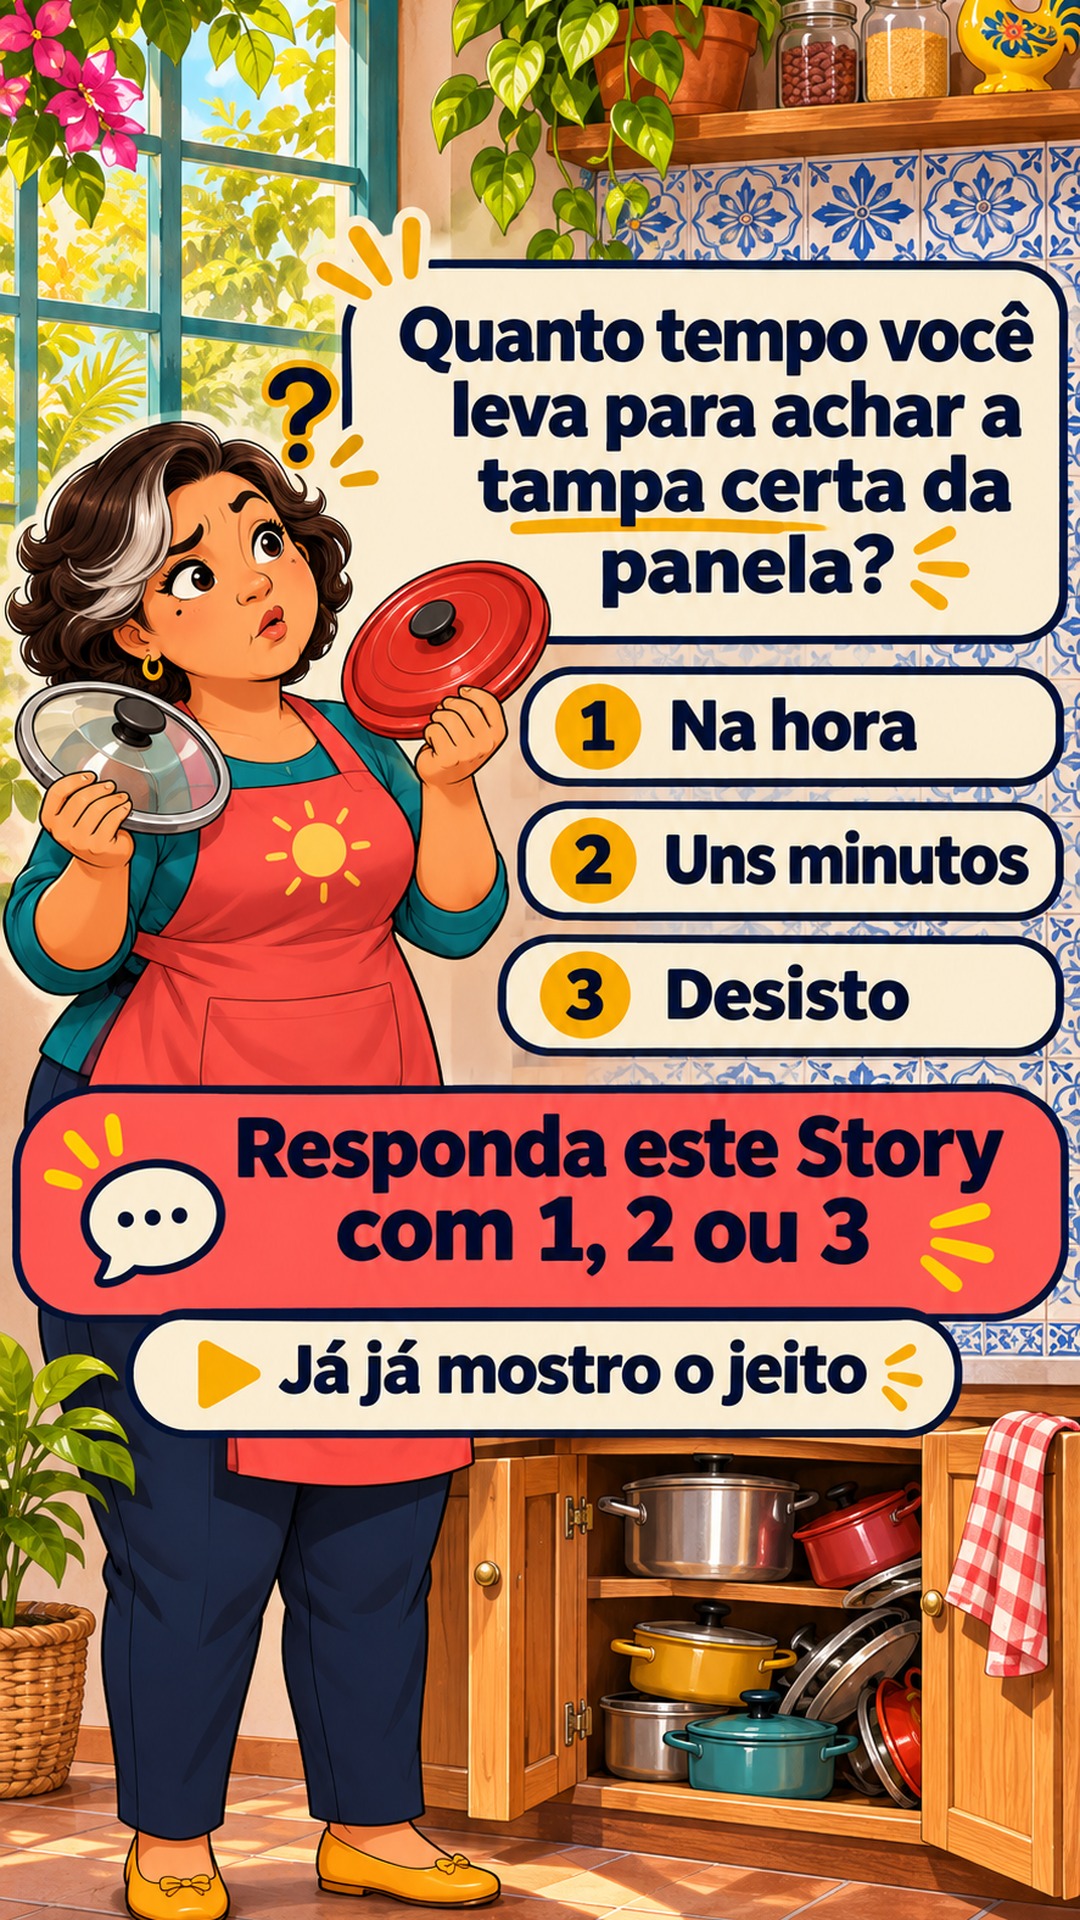 ?
Quanto tempo você
leva para achar a
tampa certa da
panela?
1 Na hora
2 Uns minutos
3 Desisto
Responda este Story
com 1, 2 ou 3
Já já mostro o jeito